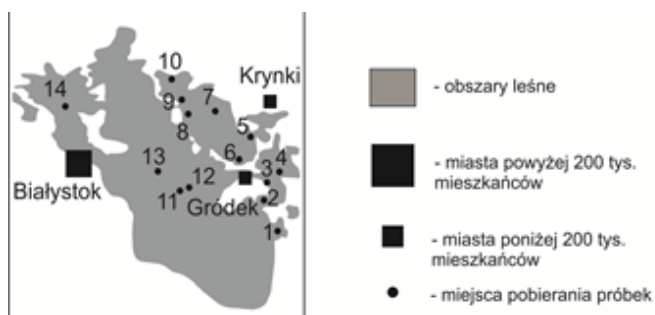 10
Krynki
14
9
7
8
5
6
4
13
3
12
Białystok
11
Gródek
2
1
- obszary leśne
- miasta powyżej 200 tys.
mieszkańców
- miasta poniżej 200 tys.
mieszkańców
- miejsca pobierania próbek